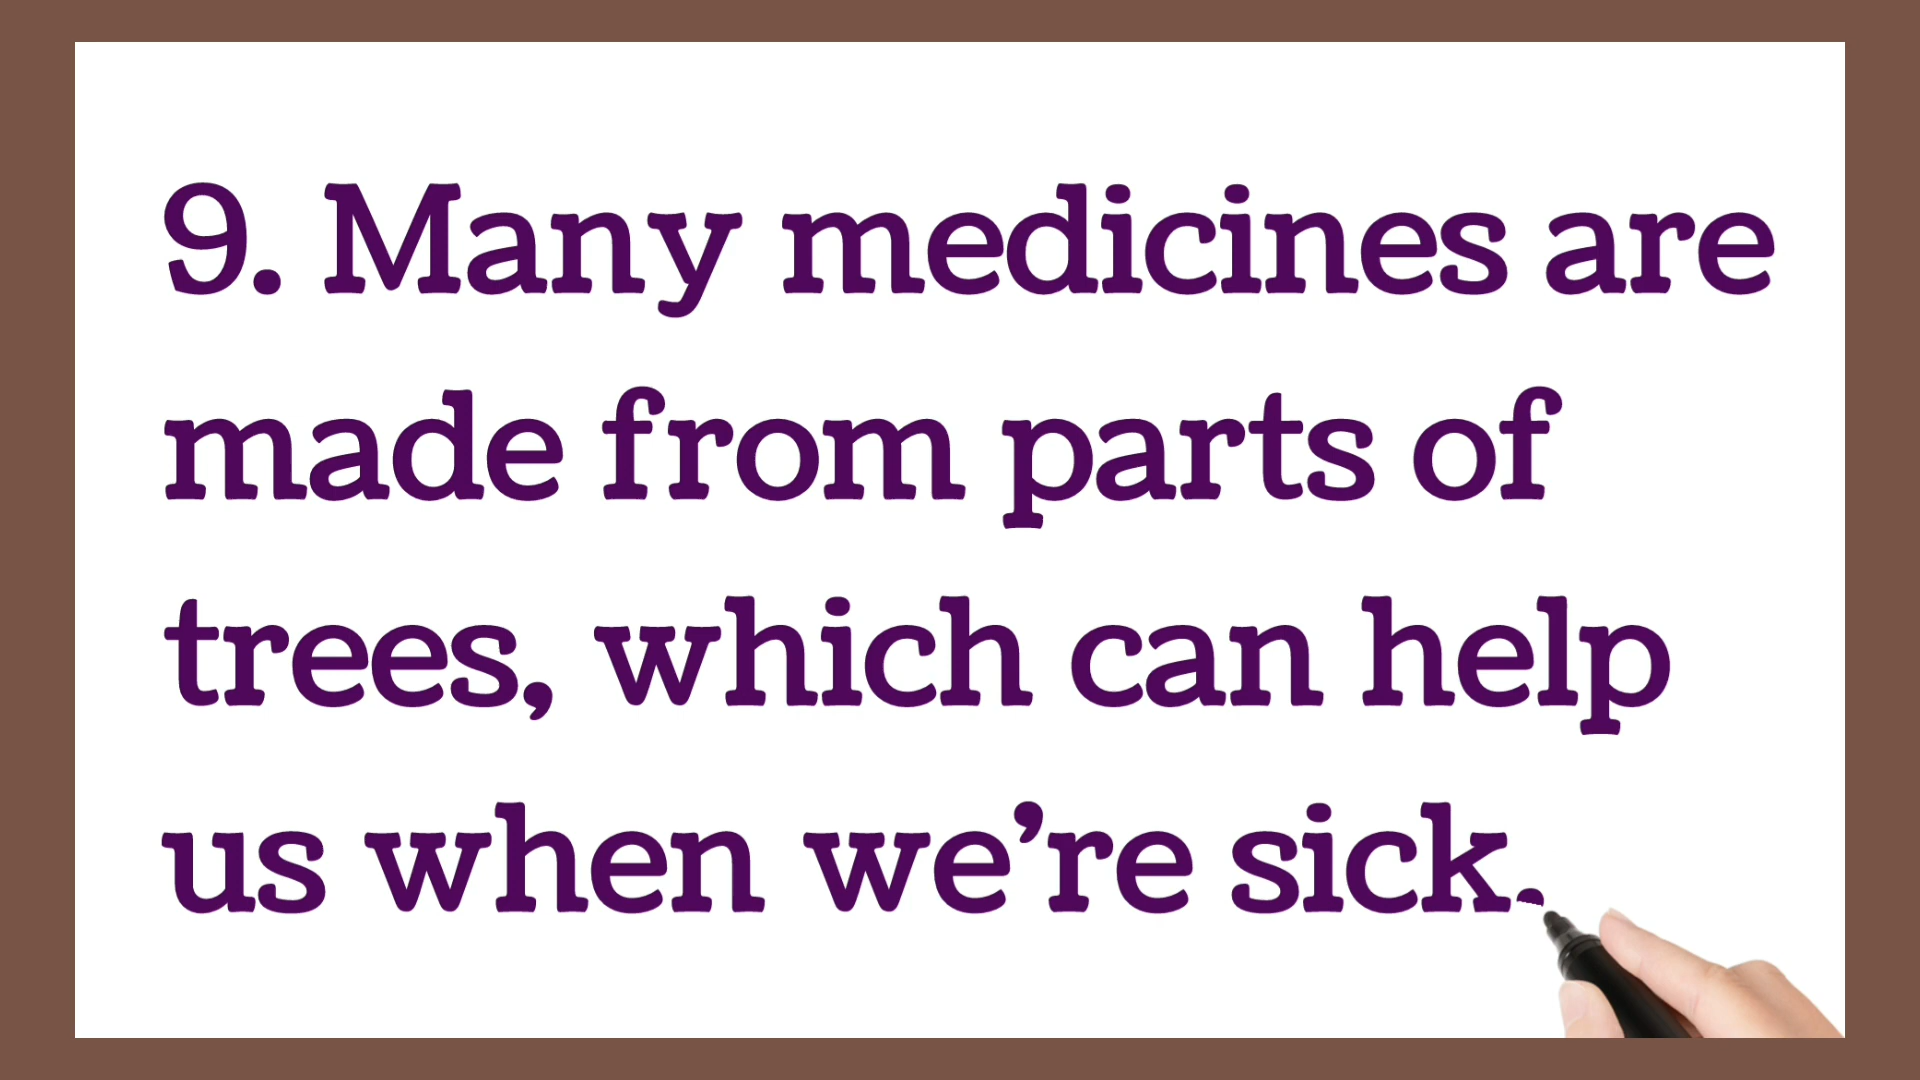 9. Many medicines are
made from parts of
trees, which can help
us when we’re sick.